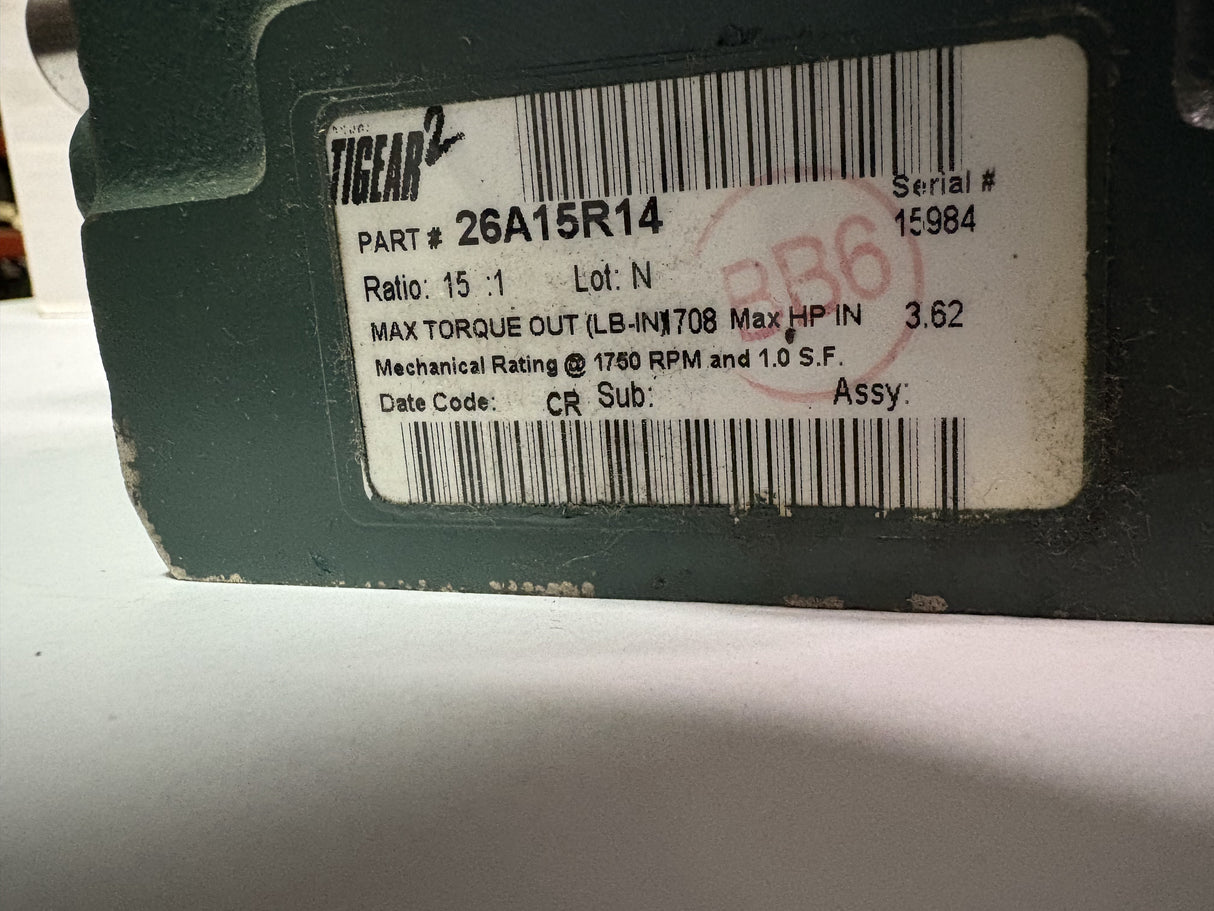 TIGEAR2
Serial #
PART # 26A15R14 15984
BB6
Ratio: 15 :1 Lot: N
MAX TORQUE OUT (LB-IN) 1708 Max HP IN 3.62
Mechanical Rating @ 1750 RPM and 1.0 S.F.
Date Code: CR Sub: Assy: